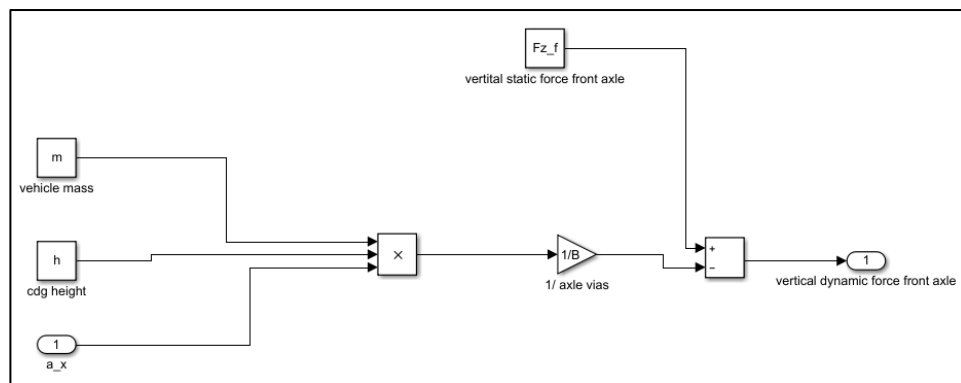 Fz_f
vertital static force front axle
m
vehicle mass
h
cdg height
1
a_x
×
1/B
1/ axle vias
+
−
1
vertical dynamic force front axle